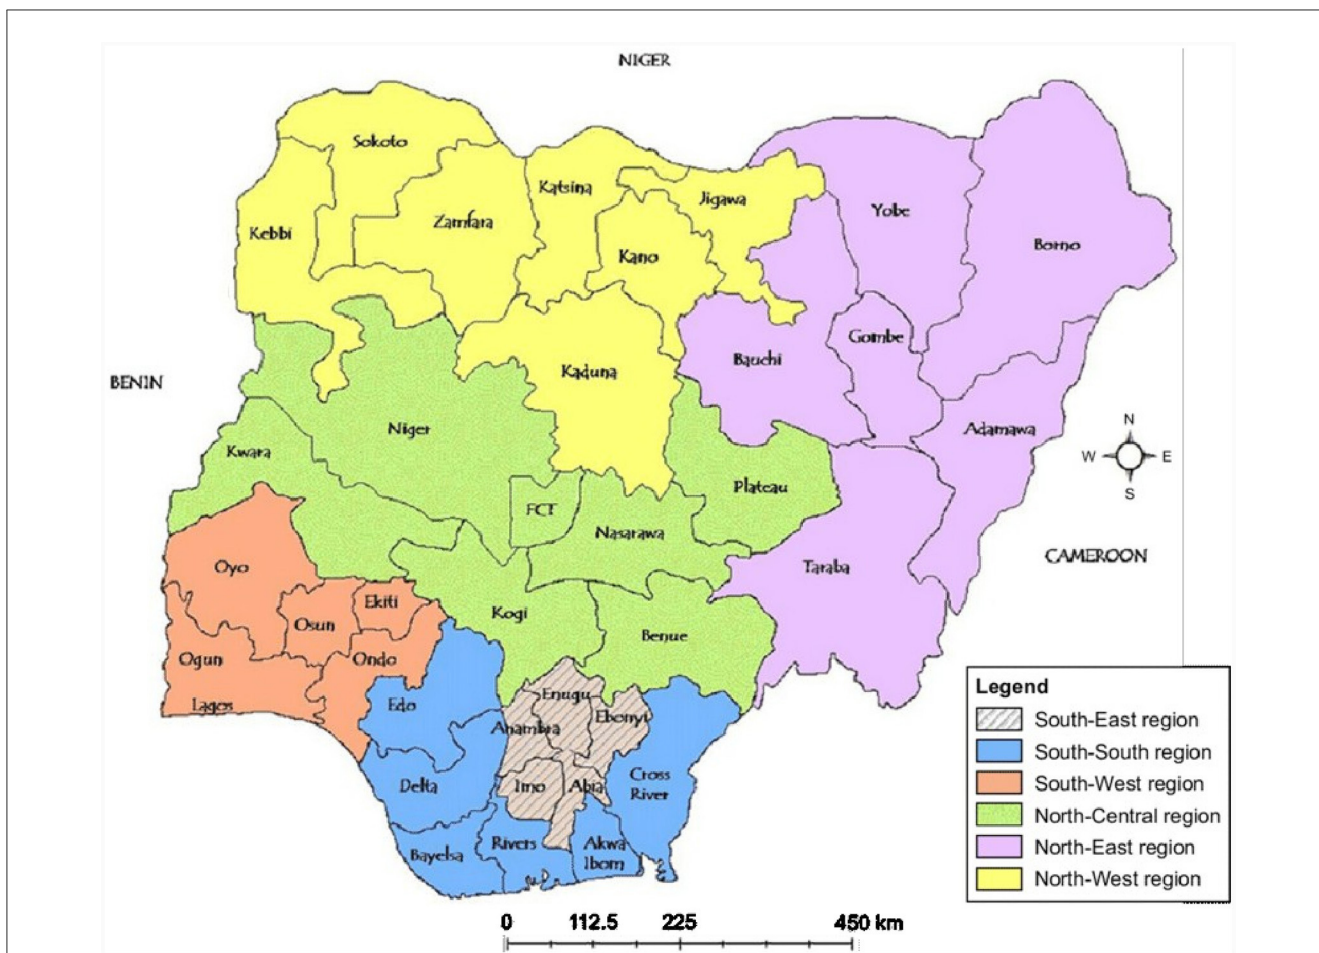 NIGER
Sokoto
Katsina
Jigawa
Zamfara
Yobe
Kebbi
Kano
Borno
Gombe
Bauchi
Kaduna
BENIN
Niger
Adamawa
Kwara
Plateau
FCT
Nasarawa
N
W E
S
CAMEROON
Oyo
Taraba
Ekiti
Kogi
Osun
Benue
Ogun
Ondo
Lagos
Edo
Enugu
Ebonyi
Anambra
Delta
Imo
Abia
Cross
River
Rivers
Bayelsa
Akwa
Ibom
Legend
South-East region
South-South region
South-West region
North-Central region
North-East region
North-West region
0 112.5 225 450 km